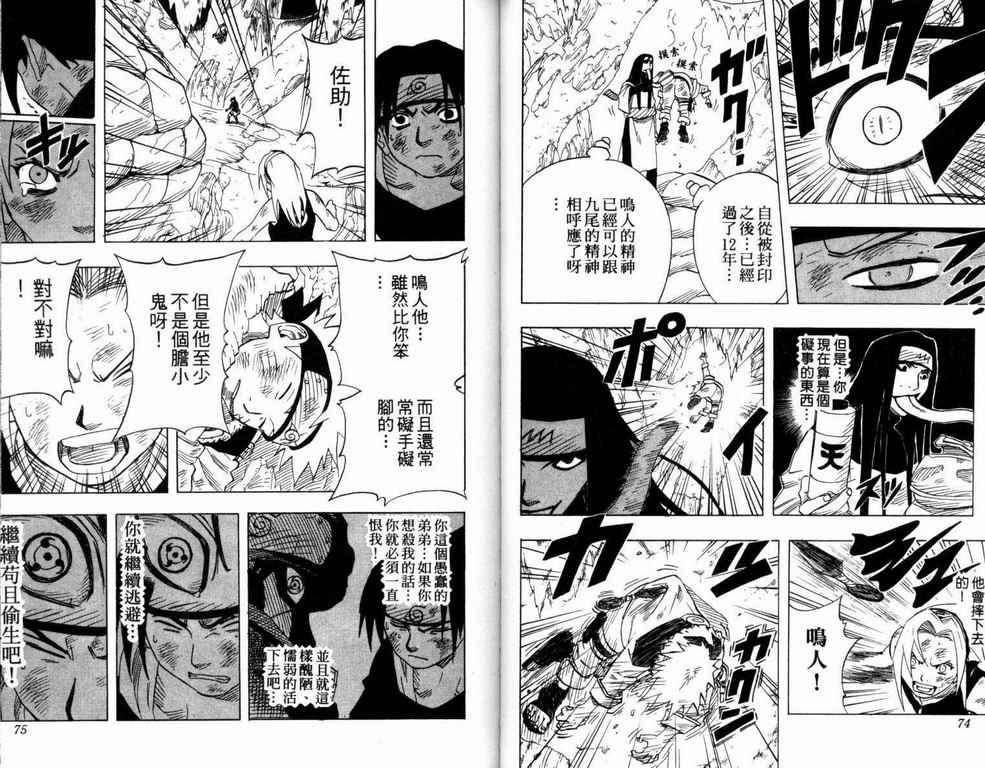 ガク!
摸索
摸索
自從被封印
之後…已經
過了12年…
鳴人的精神
已經可以跟
九尾的精神
相呼應了呀
…
但是…你
現在算是個
礙事的東西…
天
ポイ
他會摔下去
的！
鳴人！
74
佐助！
キッ
鳴人他…
雖然比你笨
…
而且還常
常礙手礙
腳的…
但是他至少
不是個膽小
鬼呀！
對不對嘛
！
你這個愚蠢的
弟弟…如果你
想殺我的話…
你就必須一直
恨我！
並且就這
樣醜陋、
懦弱的活
下去吧…
你就繼續逃避…
繼續苟且偷生吧！
75